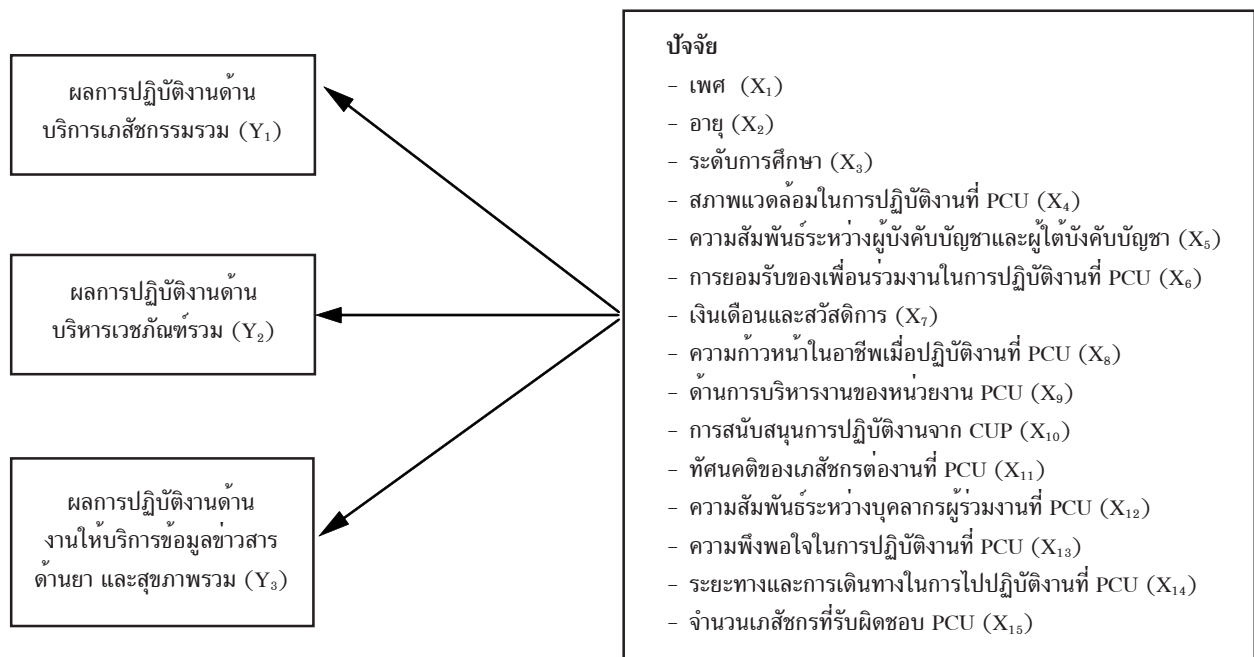 ผลการปฏิบัติงานด้าน
บริการเภสัชกรรมรวม (Y₁)
ผลการปฏิบัติงานด้าน
บริหารเวชภัณฑ์รวม (Y₂)
ผลการปฏิบัติงานด้าน
งานให้บริการข้อมูลข่าวสาร
ด้านยา และสุขภาพรวม (Y₃)
ปัจจัย
- เพศ (X₁)
- อายุ (X₂)
- ระดับการศึกษา (X₃)
- สภาพแวดล้อมในการปฏิบัติงานที่ PCU (X₄)
- ความสัมพันธ์ระหว่างผู้บังคับบัญชาและผู้ใต้บังคับบัญชา (X₅)
- การยอมรับของเพื่อนร่วมงานในการปฏิบัติงานที่ PCU (X₆)
- เงินเดือนและสวัสดิการ (X₇)
- ความก้าวหน้าในอาชีพเมื่อปฏิบัติงานที่ PCU (X₈)
- ด้านการบริหารงานของหน่วยงาน PCU (X₉)
- การสนับสนุนการปฏิบัติงานจาก CUP (X₁₀)
- ทัศนคติของเภสัชกรต่องานที่ PCU (X₁₁)
- ความสัมพันธ์ระหว่างบุคลากรผู้ร่วมงานที่ PCU (X₁₂)
- ความพึงพอใจในการปฏิบัติงานที่ PCU (X₁₃)
- ระยะทางและการเดินทางในการไปปฏิบัติงานที่ PCU (X₁₄)
- จำนวนเภสัชกรที่รับผิดชอบ PCU (X₁₅)